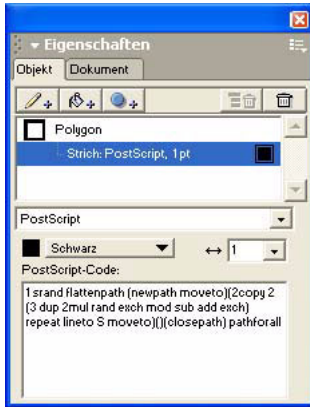 Eigenschaften
Objekt Dokument
Polygon
Strich: PostScript, 1pt
PostScript
Schwarz 1
PostScript-Code:
1 srand flattenpath (newpath moveto)(2copy 2
(3 dup 2mul rand exch mod sub add exch)
repeat lineto S moveto)()(closepath) pathforall